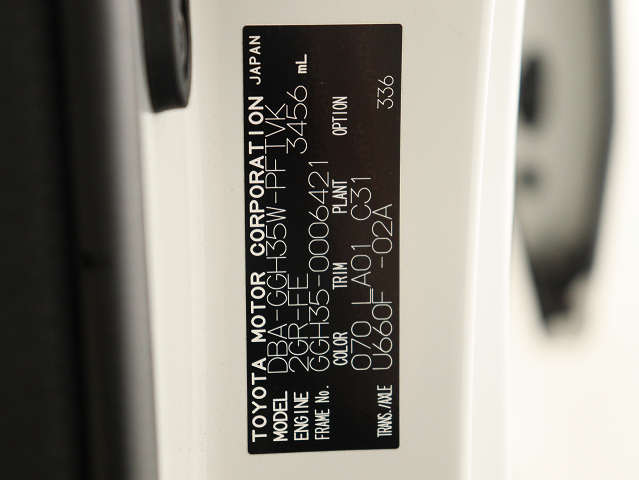 TOYOTA MOTOR CORPORATION JAPAN
MODEL DBA-GGH35W-PFTVK
ENGINE 2GR-FE 3456 mL
FRAME No. GGH35-0006421
COLOR TRIM PLANT OPTION
070 LA01 C31
TRANS./AXLE U660F -02A 336